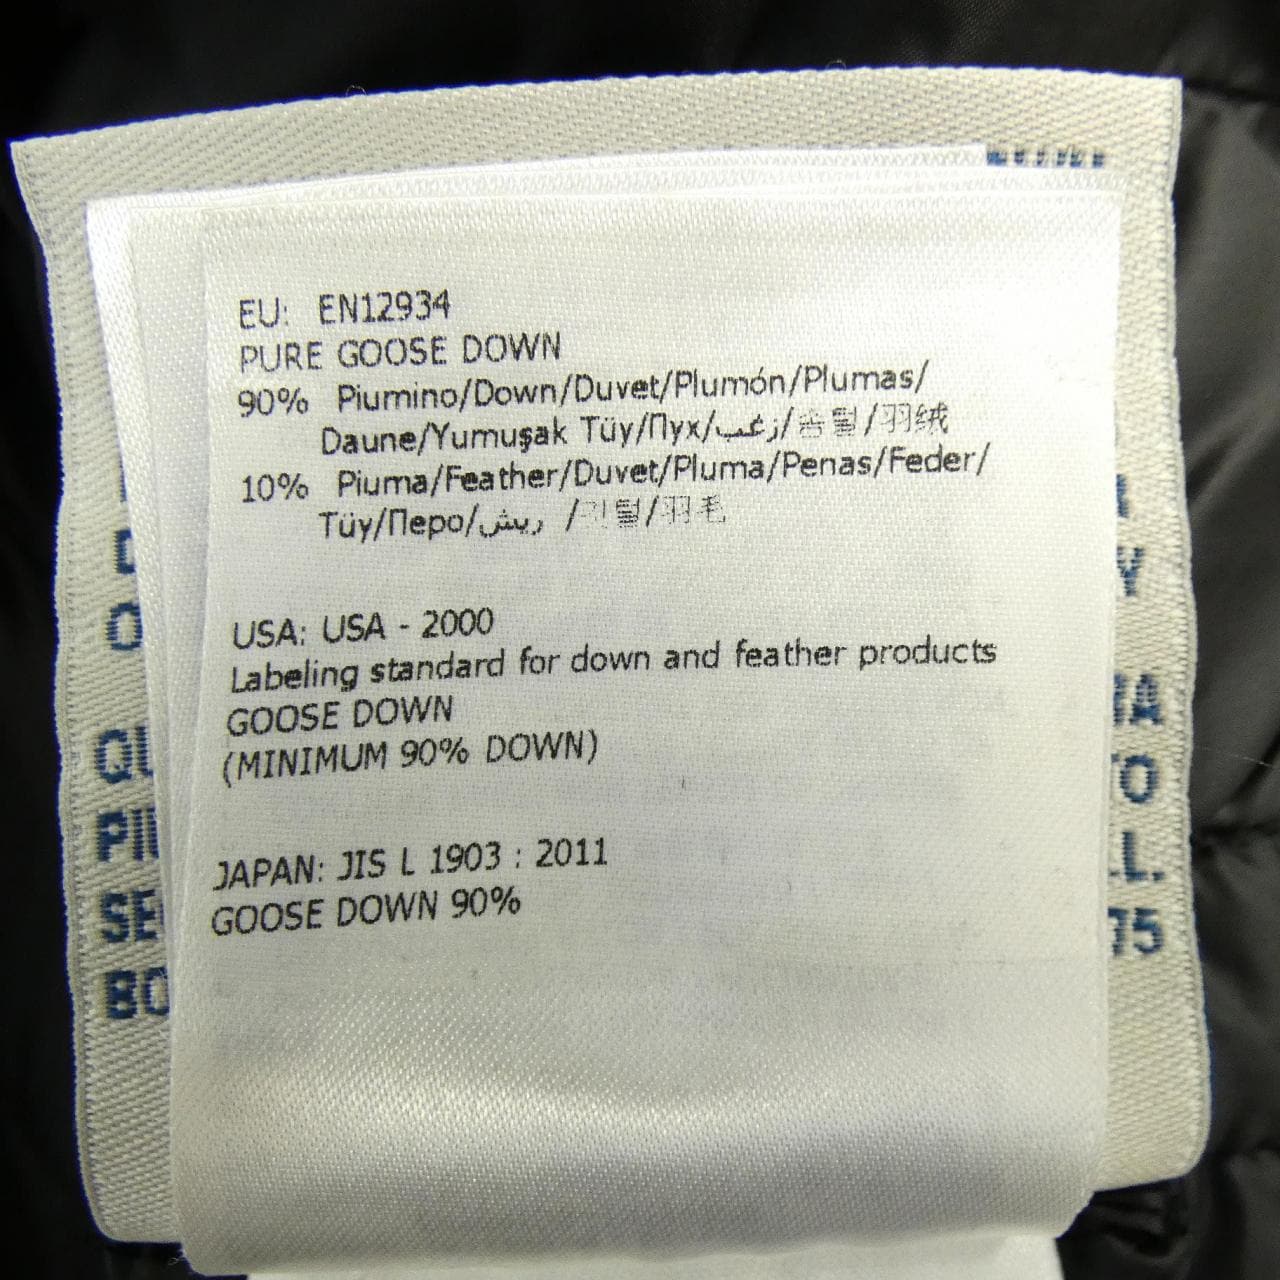 EU: EN12934
PURE GOOSE DOWN
90% Piumino/Down/Duvet/Plumón/Plumas/
Daune/Yumuşak Tüy/Пух/زغب/솜털/羽绒
10% Piuma/Feather/Duvet/Pluma/Penas/Feder/
Tüy/Перо/ريش /깃털/羽毛
USA: USA - 2000
Labeling standard for down and feather products
GOOSE DOWN
(MINIMUM 90% DOWN)
JAPAN: JIS L 1903 : 2011
GOOSE DOWN 90%